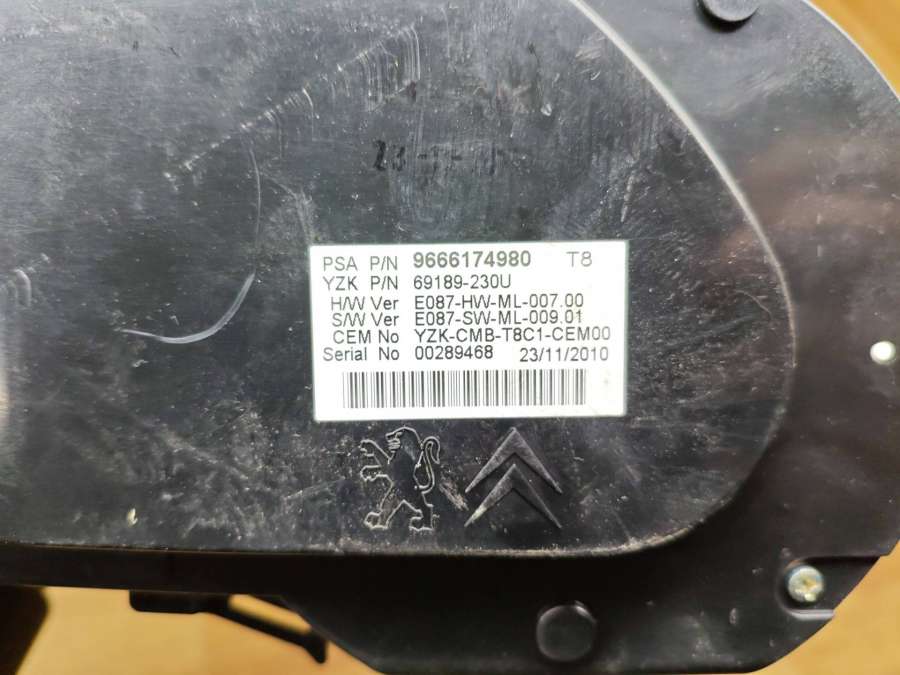 PSA P/N 9666174980 T8
YZK P/N 69189-230U
H/W Ver E087-HW-ML-007.00
S/W Ver E087-SW-ML-009.01
CEM No YZK-CMB-T8C1-CEM00
Serial No 00289468 23/11/2010